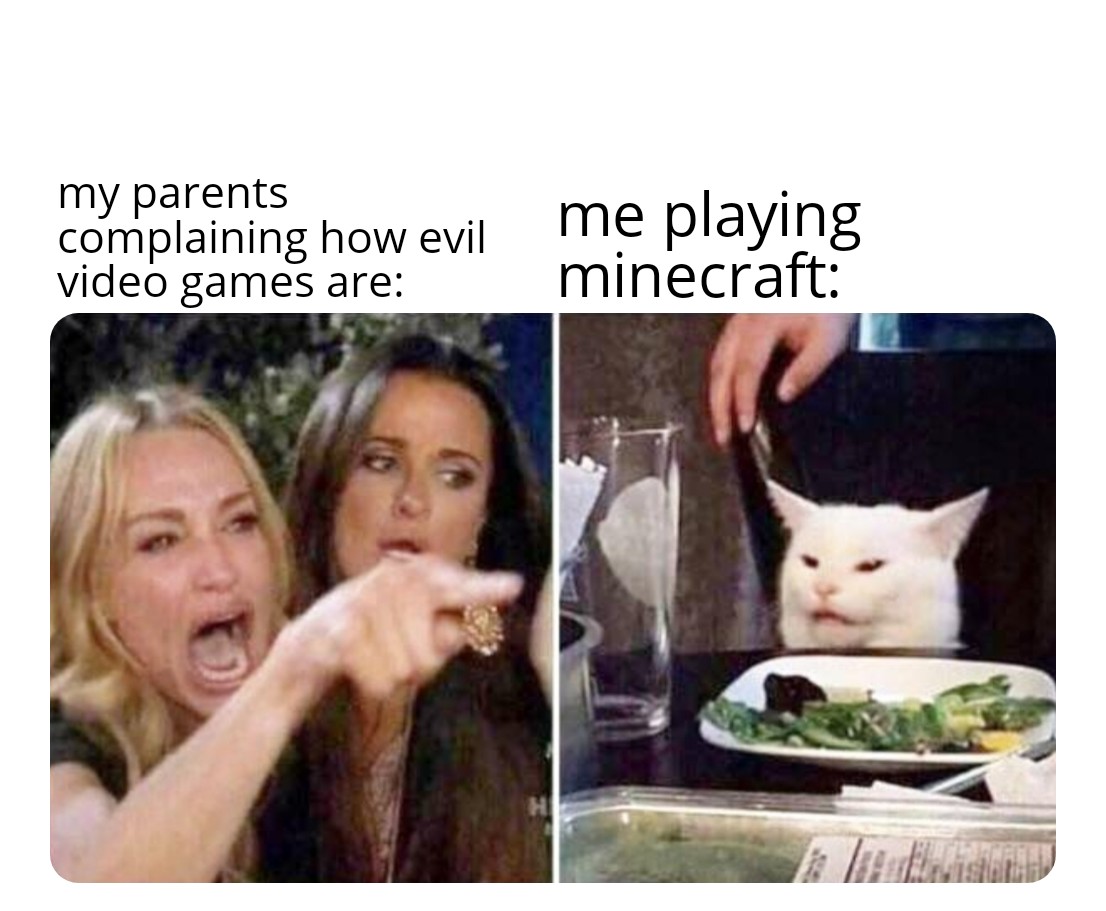 my parents
complaining how evil
video games are:
me playing
minecraft: